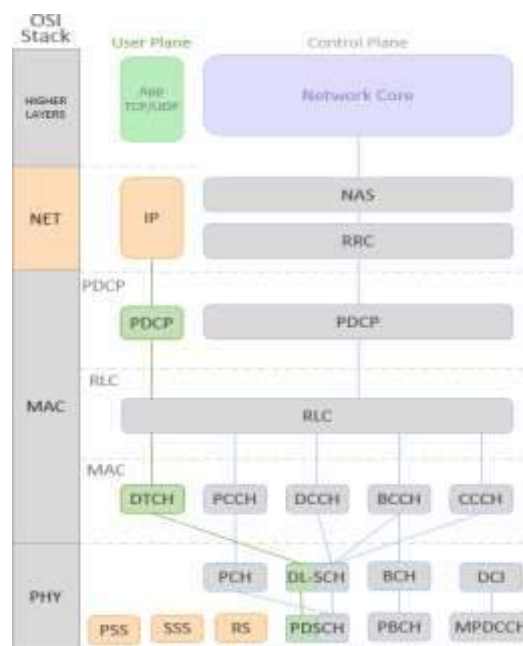 OSI
Stack
User Plane
Control Plane
HIGHER
LAYERS
App
TCP/UDP
Network Core
NET
IP
NAS
RRC
PDCP
PDCP
PDCP
MAC
RLC
RLC
MAC
DTCH
PCCH
DCCH
BCCH
CCCH
PHY
PCH
DL-SCH
BCH
DCI
PSS
SSS
RS
PDSCH
PBCH
MPDCCH